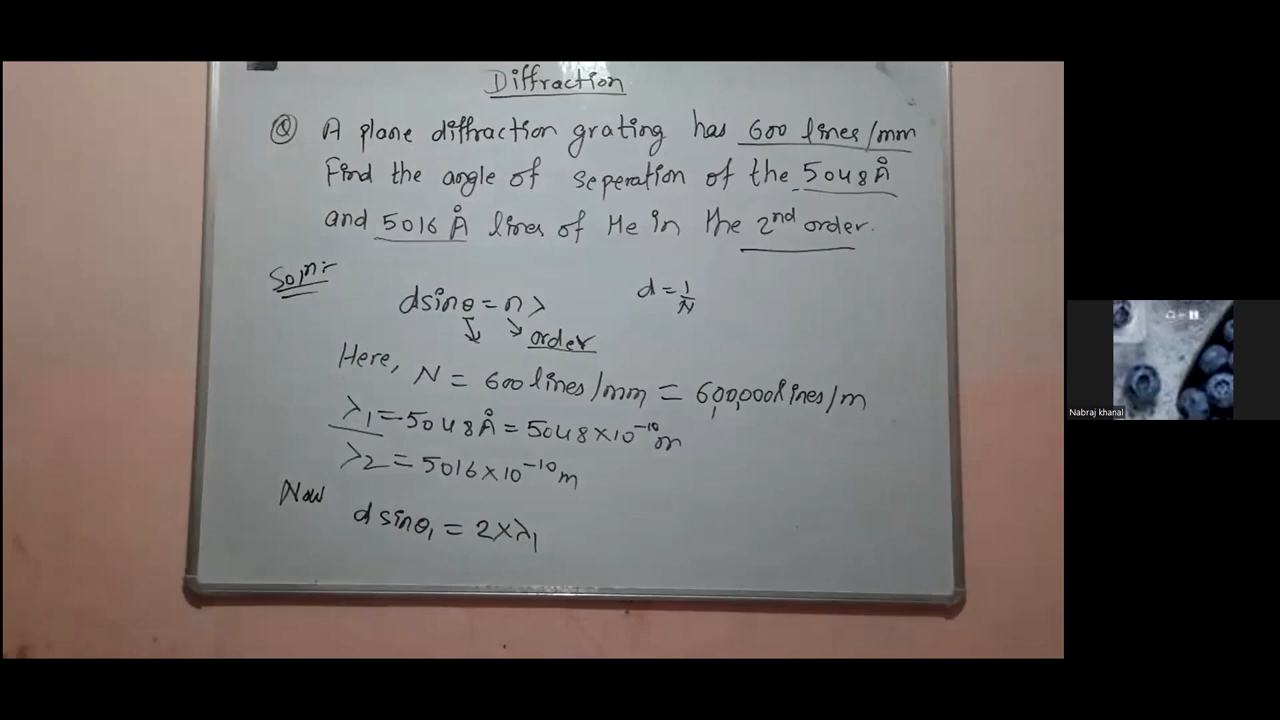 Diffraction
Q A plane diffraction grating has 600 lines/mm
Find the angle of seperation of the 5048Å
and 5016 Å lines of He in the 2nd order.
Soln:-
dsinθ = nλ
d = 1/N
order
Here, N = 600 lines/mm = 600,000 lines/m
λ1 = 5048Å = 5048×10^-10 m
λ2 = 5016×10^-10 m
Now
d sinθ1 = 2×λ1
Nabraj khanal